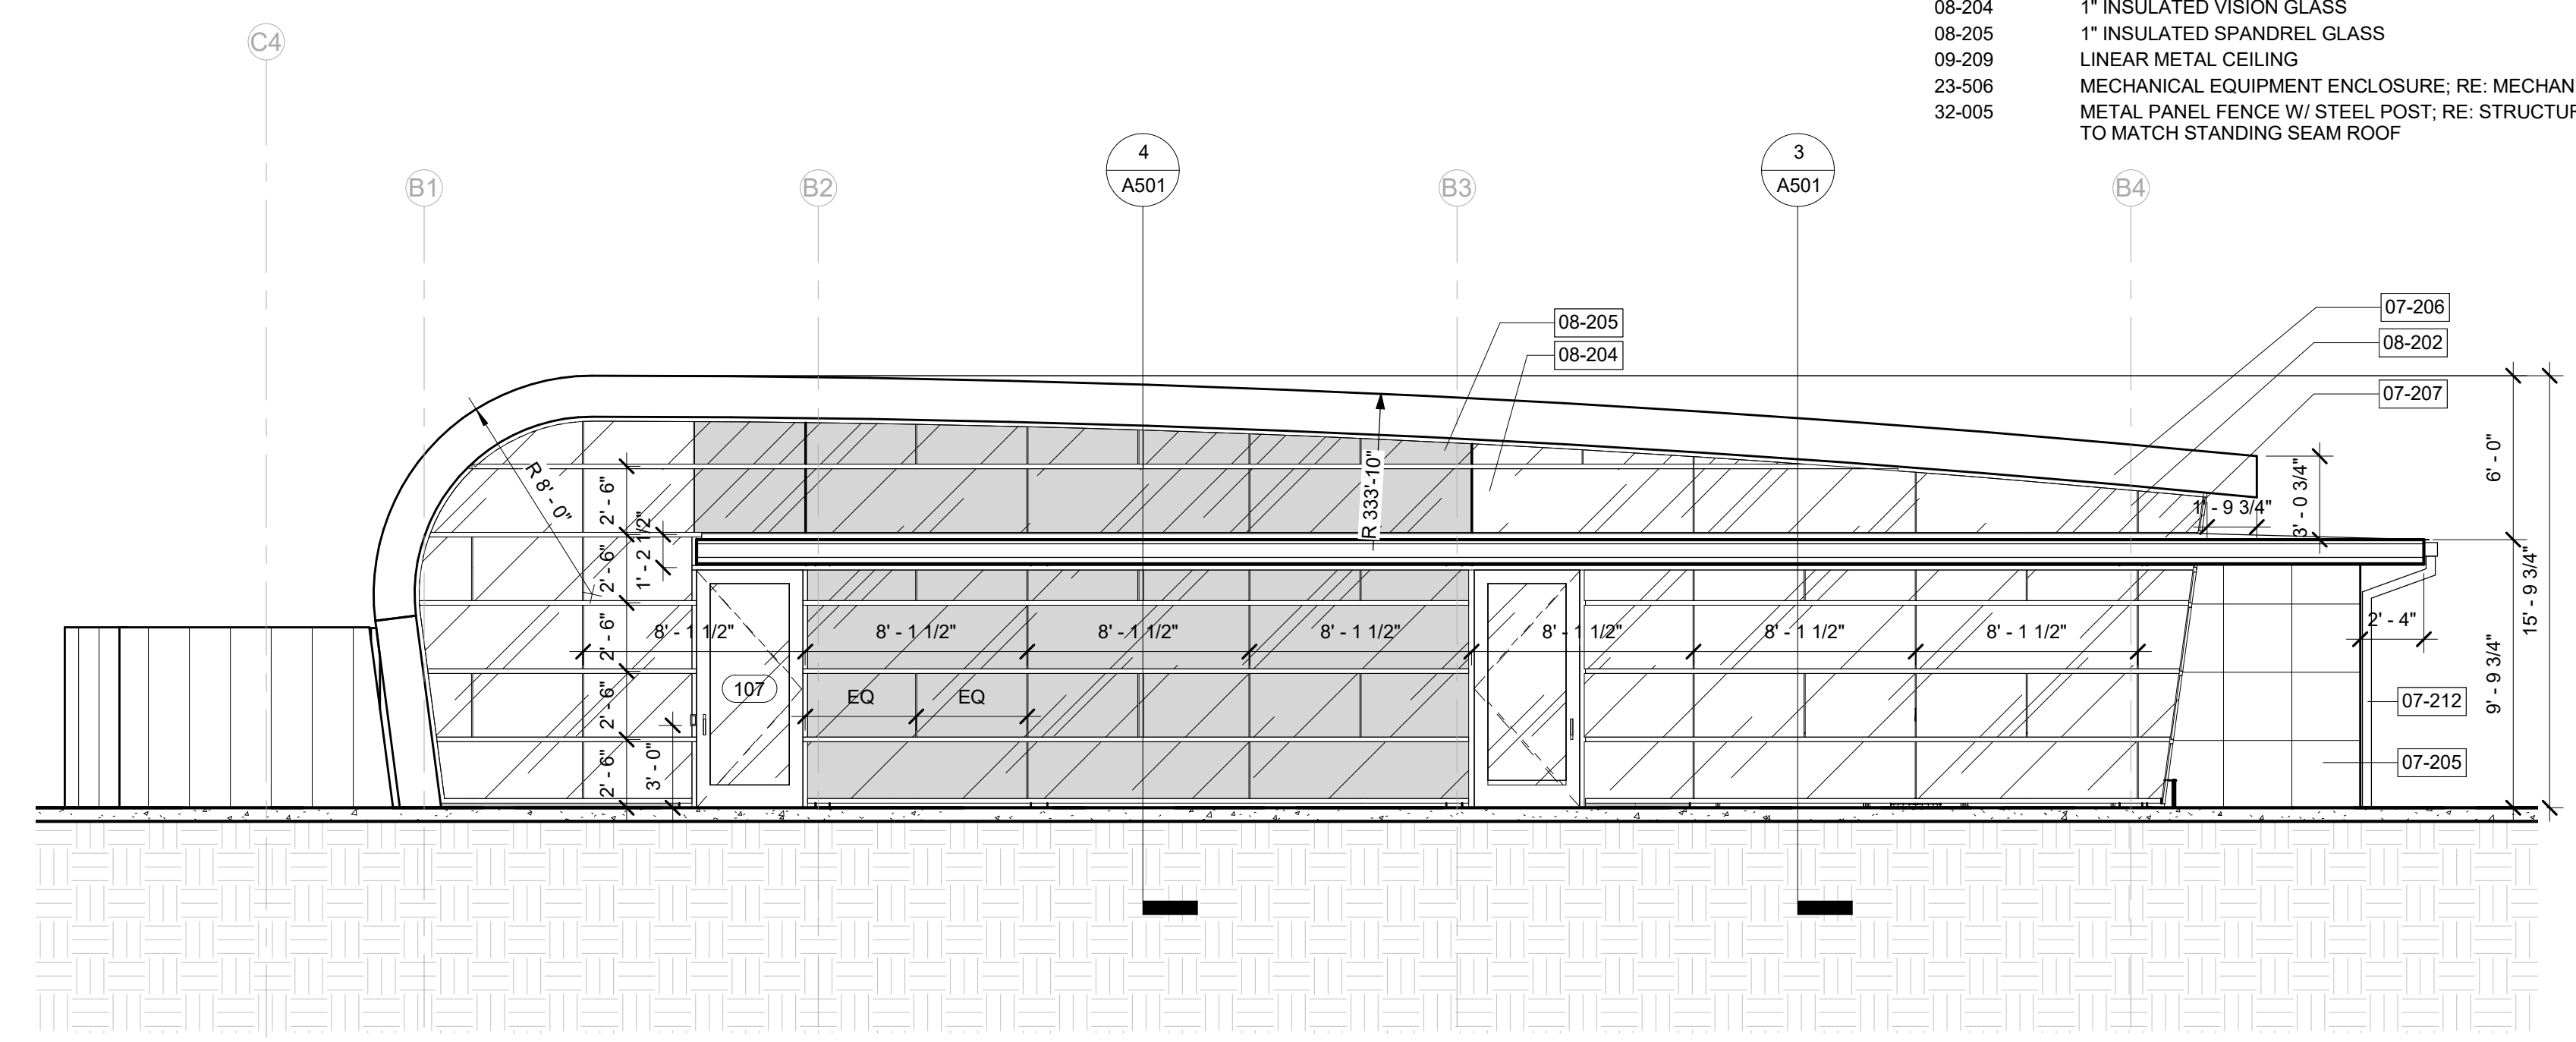 08-204 1" INSULATED VISION GLASS
08-205 1" INSULATED SPANDREL GLASS
09-209 LINEAR METAL CEILING
23-506 MECHANICAL EQUIPMENT ENCLOSURE; RE: MECHAN
32-005 METAL PANEL FENCE W/ STEEL POST; RE: STRUCTUR
TO MATCH STANDING SEAM ROOF
C4
B1
B2
4
A501
B3
3
A501
B4
07-206
08-205
08-202
08-204
07-207
R 8' - 0"
R 333'-10"
2' - 6"
2' - 6"
2' - 6"
2' - 6"
2' - 6"
1' - 2 1/2"
3' - 0"
1' - 9 3/4"
3' - 0 3/4"
6' - 0"
15' - 9 3/4"
9' - 9 3/4"
8' - 1 1/2"
8' - 1 1/2"
8' - 1 1/2"
8' - 1 1/2"
8' - 1 1/2"
8' - 1 1/2"
8' - 1 1/2"
2' - 4"
107
EQ
EQ
07-212
07-205